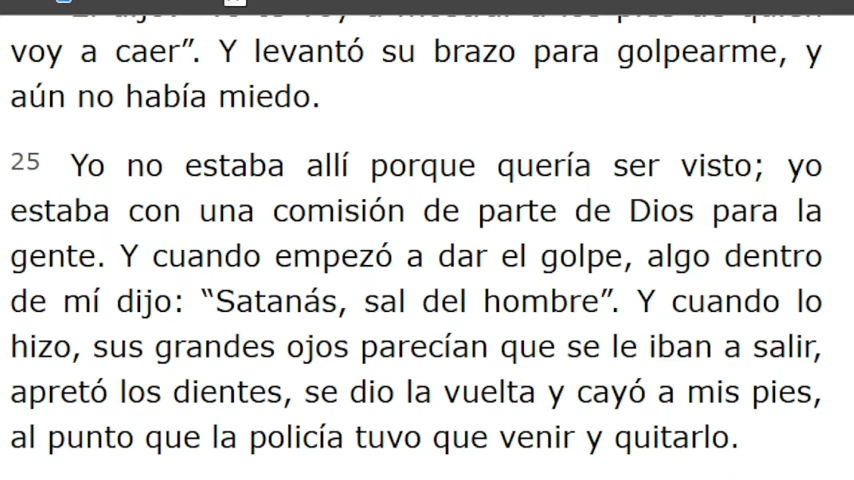 voy a caer”. Y levantó su brazo para golpearme, y
aún no había miedo.
25 Yo no estaba allí porque quería ser visto; yo
estaba con una comisión de parte de Dios para la
gente. Y cuando empezó a dar el golpe, algo dentro
de mí dijo: “Satanás, sal del hombre”. Y cuando lo
hizo, sus grandes ojos parecían que se le iban a salir,
apretó los dientes, se dio la vuelta y cayó a mis pies,
al punto que la policía tuvo que venir y quitarlo.